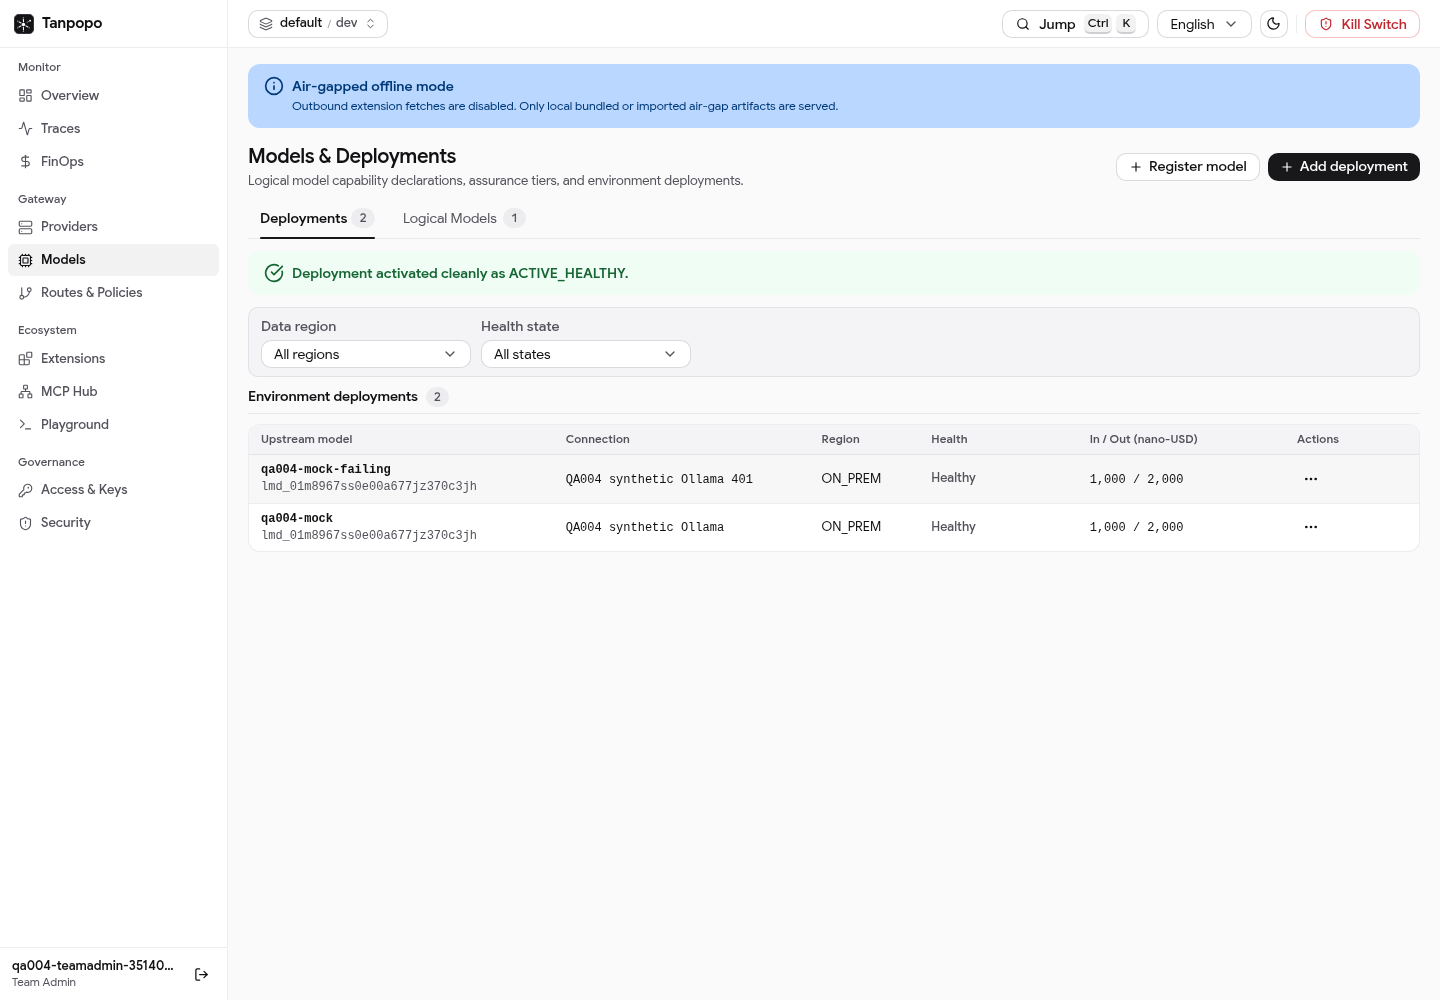 Tanpopo
default / dev
Jump Ctrl K
English
Kill Switch
Monitor
Overview
Traces
FinOps
Gateway
Providers
Models
Routes & Policies
Ecosystem
Extensions
MCP Hub
Playground
Governance
Access & Keys
Security
qa004-teamadmin-35140...
Team Admin
Air-gapped offline mode
Outbound extension fetches are disabled. Only local bundled or imported air-gap artifacts are served.
Models & Deployments
Logical model capability declarations, assurance tiers, and environment deployments.
Register model
Add deployment
Deployments 2
Logical Models 1
Deployment activated cleanly as ACTIVE_HEALTHY.
Data region
Health state
All regions
All states
Environment deployments 2
Upstream model Connection Region Health In / Out (nano-USD) Actions
qa004-mock-failing
lmd_01m8967ss0e00a677jz370c3jh
QA004 synthetic Ollama 401 ON_PREM Healthy 1,000 / 2,000
qa004-mock
lmd_01m8967ss0e00a677jz370c3jh
QA004 synthetic Ollama ON_PREM Healthy 1,000 / 2,000